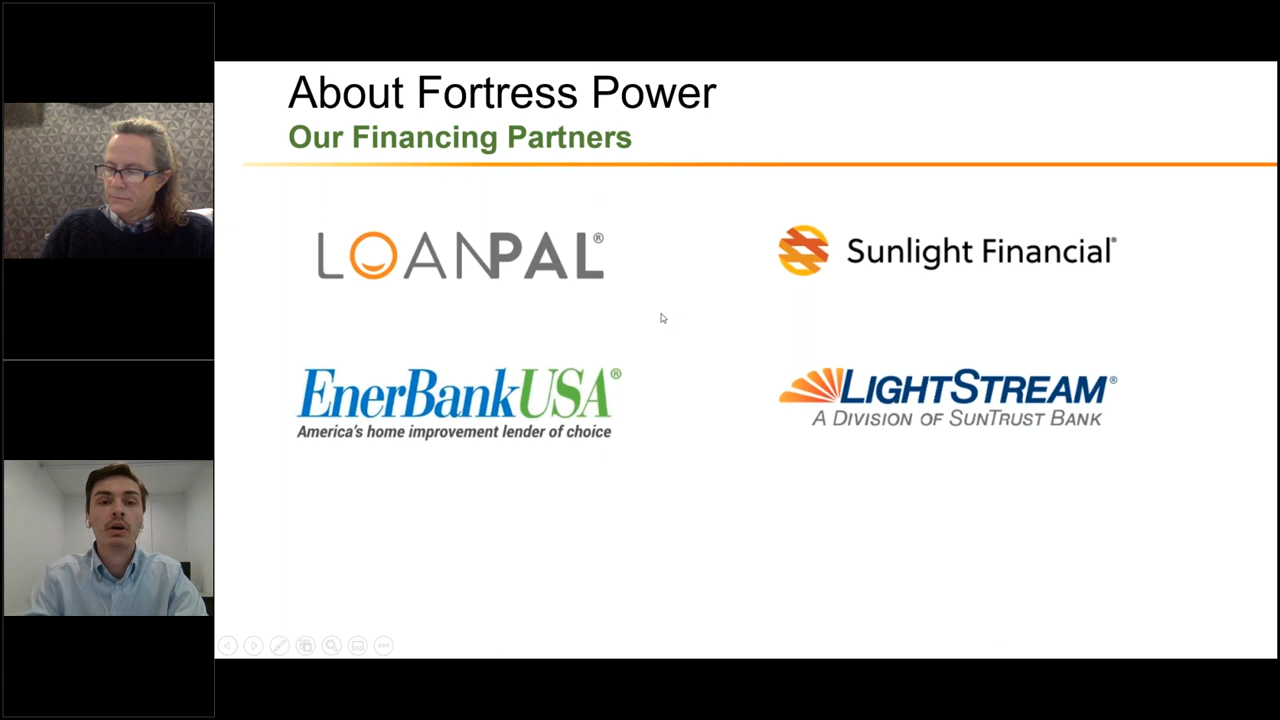 About Fortress Power
Our Financing Partners
LOANPAL®
Sunlight Financial®
EnerBankUSA®
America's home improvement lender of choice
LIGHTSTREAM®
A DIVISION OF SUNTRUST BANK